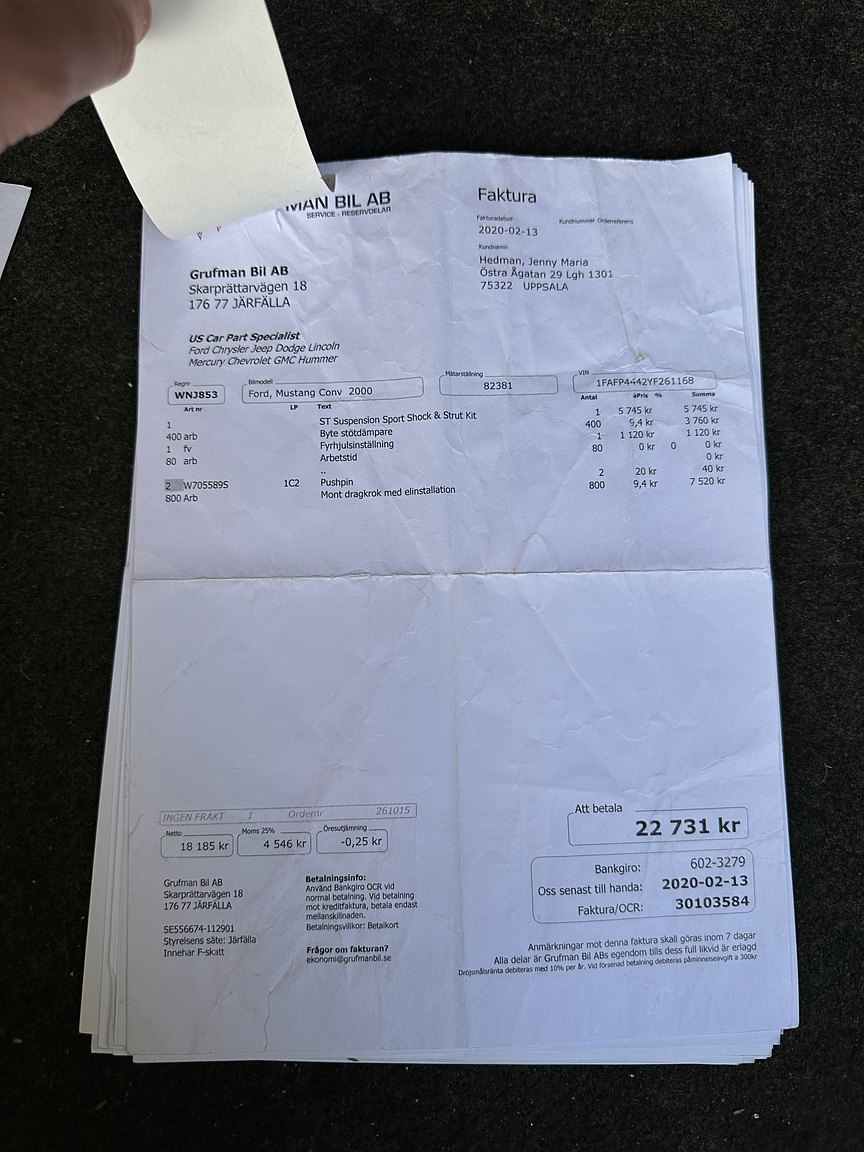 MAN BIL AB
SERVICE - RESERVDELAR
Faktura
Fakturadatum Kundnummer Orderreferens
2020-02-13
Kundnamn
Hedman, Jenny Maria
Östra Ågatan 29 Lgh 1301
75322 UPPSALA
Grufman Bil AB
Skarprättarvägen 18
176 77 JÄRFÄLLA
US Car Part Specialist
Ford Chrysler Jeep Dodge Lincoln
Mercury Chevrolet GMC Hummer
Regnr Bilmodell Mätarställning VIN
WNJ853 Ford, Mustang Conv 2000 82381 1FAFP4442YF261168
Art nr LP Text Antal áPris % Summa
1 ST Suspension Sport Shock & Strut Kit 1 5 745 kr 5 745 kr
400 arb Byte stötdämpare 400 9,4 kr 3 760 kr
1 fv Fyrhjulsinställning 1 1 120 kr 1 120 kr
80 arb Arbetstid 80 0 kr 0 0 kr
.. 0 kr
2 W705589S 1C2 Pushpin 2 20 kr 40 kr
800 Arb Mont dragkrok med elinstallation 800 9,4 kr 7 520 kr
INGEN FRAKT 1 Ordernr 261015
Netto Moms 25% Öresutjämning
18 185 kr 4 546 kr -0,25 kr
Att betala
22 731 kr
Bankgiro: 602-3279
Oss senast till handa: 2020-02-13
Faktura/OCR: 30103584
Grufman Bil AB
Skarprättarvägen 18
176 77 JÄRFÄLLA
SE556674-112901
Styrelsens säte: Järfälla
Innehar F-skatt
Betalningsinfo:
Använd Bankgiro OCR vid
normal betalning. Vid betalning
mot kreditfaktura, betala endast
mellanskillnaden.
Betalningsvillkor: Betalkort
Frågor om fakturan?
ekonomi@grufmanbil.se
Anmärkningar mot denna faktura skall göras inom 7 dagar
Alla delar är Grufman Bil ABs egendom tills dess full likvid är erlagd
Dröjsmålsränta debiteras med 10% per år. Vid försenad betalning debiteras påminnelseavgift a 300kr